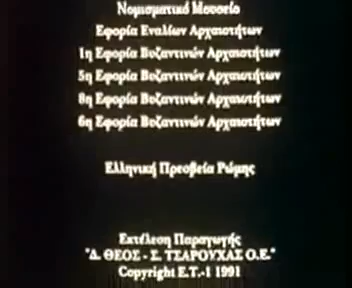 Νομισματικό Μουσείο
Εφορία Εναλίων Αρχαιοτήτων
1η Εφορία Βυζαντινών Αρχαιοτήτων
5η Εφορία Βυζαντινών Αρχαιοτήτων
8η Εφορία Βυζαντινών Αρχαιοτήτων
6η Εφορία Βυζαντινών Αρχαιοτήτων
Ελληνική Πρεσβεία Ρώμης
Εκτέλεση Παραγωγής
"Δ. ΘΕΟΣ - Σ. ΤΣΑΡΟΥΧΑΣ Ο.Ε."
Copyright E.T.-1 1991